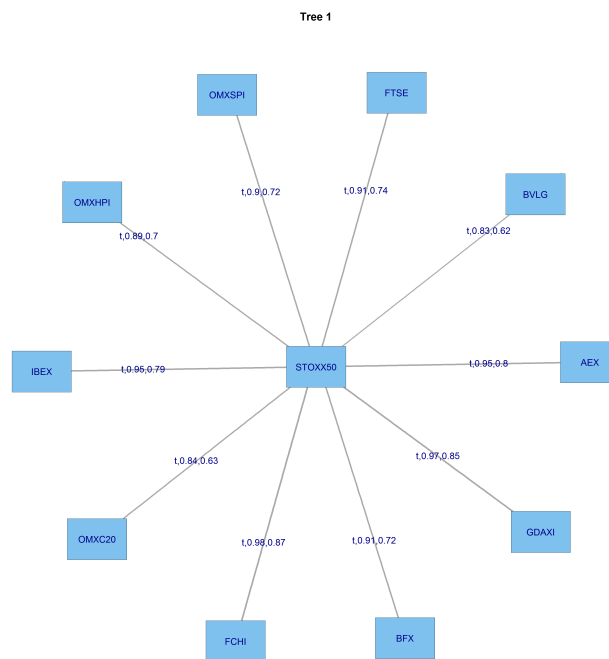 Tree 1
OMXSPI
FTSE
t,0.9,0.72
t,0.91,0.74
OMXHPI
BVLG
t,0.89,0.7
t,0.83,0.62
IBEX
t,0.95,0.79
STOXX50
t,0.95,0.8
AEX
t,0.84,0.63
t,0.97,0.85
OMXC20
t,0.98,0.87
t,0.91,0.72
GDAXI
FCHI
BFX